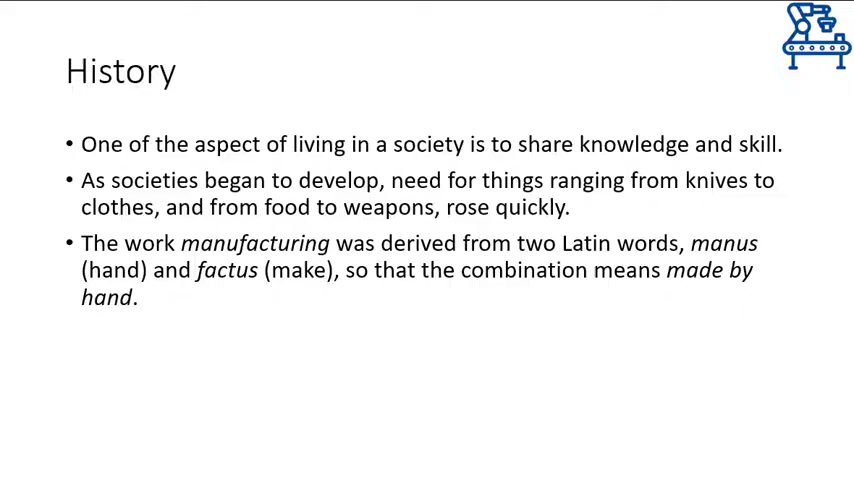 History
• One of the aspect of living in a society is to share knowledge and skill.
• As societies began to develop, need for things ranging from knives to
clothes, and from food to weapons, rose quickly.
• The work manufacturing was derived from two Latin words, manus
(hand) and factus (make), so that the combination means made by
hand.